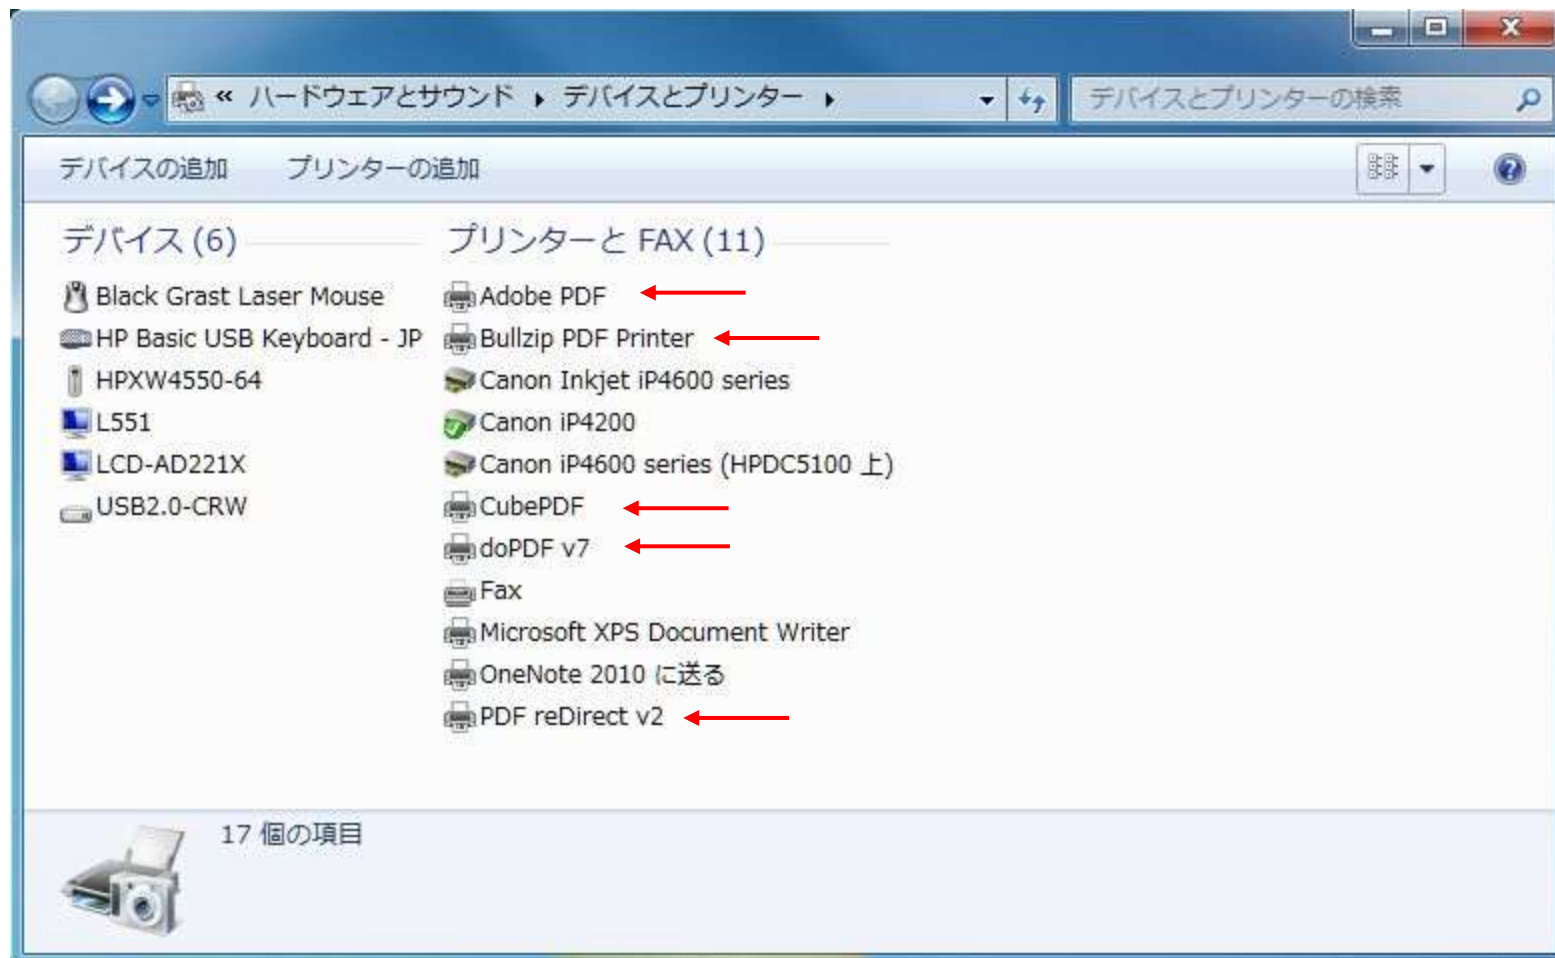 « ハードウェアとサウンド ▸ デバイスとプリンター ▸
デバイスとプリンターの検索
デバイスの追加 プリンターの追加
デバイス (6)
Black Grast Laser Mouse
HP Basic USB Keyboard - JP
HPXW4550-64
L551
LCD-AD221X
USB2.0-CRW
プリンターと FAX (11)
Adobe PDF
Bullzip PDF Printer
Canon Inkjet iP4600 series
Canon iP4200
Canon iP4600 series (HPDC5100 上)
CubePDF
doPDF v7
Fax
Microsoft XPS Document Writer
OneNote 2010 に送る
PDF reDirect v2
17 個の項目